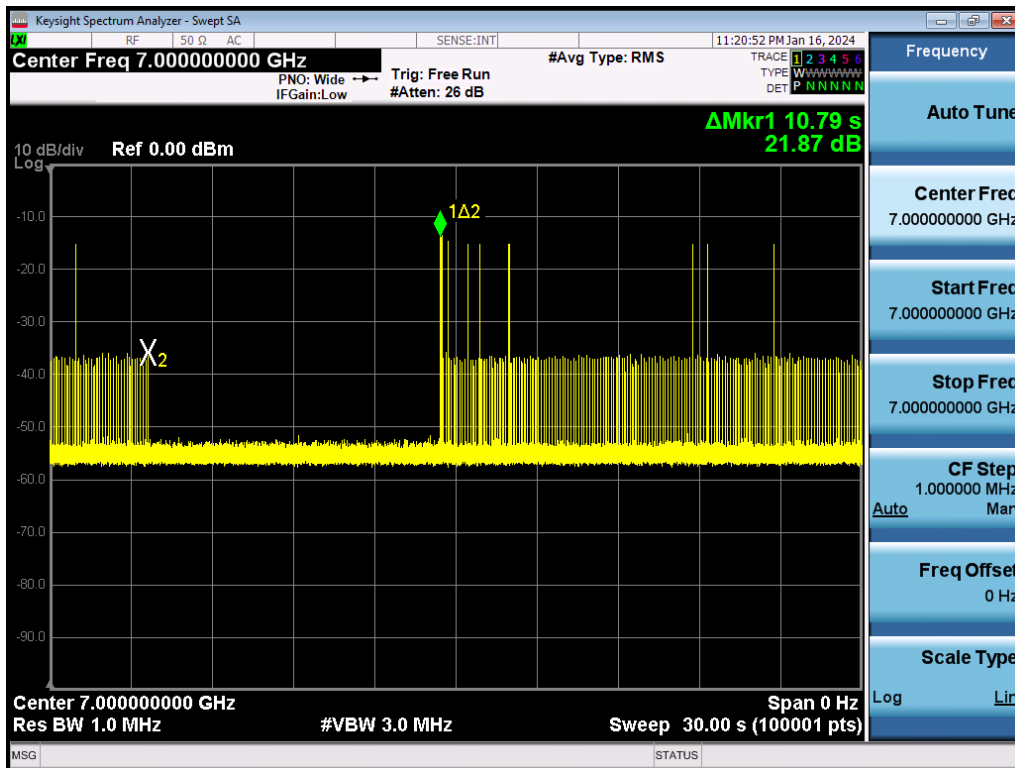 Keysight Spectrum Analyzer - Swept SA
LXI RF 50 Ω AC SENSE:INT 11:20:52 PM Jan 16, 2024
Center Freq 7.000000000 GHz
PNO: Wide
IFGain:Low
Trig: Free Run
#Atten: 26 dB
#Avg Type: RMS
TRACE 1 2 3 4 5 6
TYPE WWWWWW
DET P N N N N N
ΔMkr1 10.79 s
21.87 dB
10 dB/div Ref 0.00 dBm
Log
1Δ2
-10.0
-20.0
-30.0
X2
-40.0
-50.0
-60.0
-70.0
-80.0
-90.0
Center 7.000000000 GHz Span 0 Hz
Res BW 1.0 MHz #VBW 3.0 MHz Sweep 30.00 s (100001 pts)
MSG STATUS
Frequency
Auto Tune
Center Freq
7.000000000 GHz
Start Freq
7.000000000 GHz
Stop Freq
7.000000000 GHz
CF Step
1.000000 MHz
Auto Man
Freq Offset
0 Hz
Scale Type
Log Lin